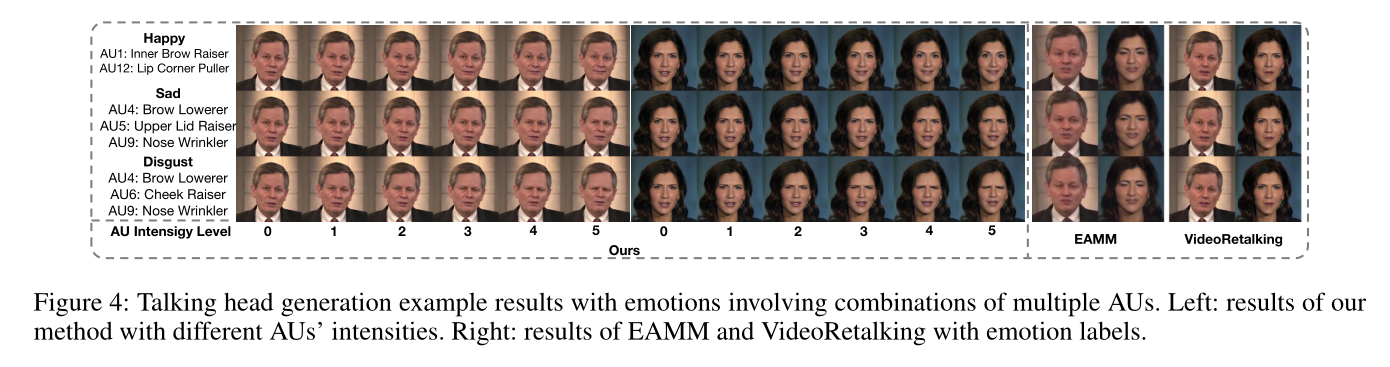 Happy
AU1: Inner Brow Raiser
AU12: Lip Corner Puller
Sad
AU4: Brow Lowerer
AU5: Upper Lid Raiser
AU9: Nose Wrinkler
Disgust
AU4: Brow Lowerer
AU6: Cheek Raiser
AU9: Nose Wrinkler
AU Intensigy Level 0 1 2 3 4 5 0 1 2 3 4 5
Ours
EAMM VideoRetalking
Figure 4: Talking head generation example results with emotions involving combinations of multiple AUs. Left: results of our
method with different AUs’ intensities. Right: results of EAMM and VideoRetalking with emotion labels.